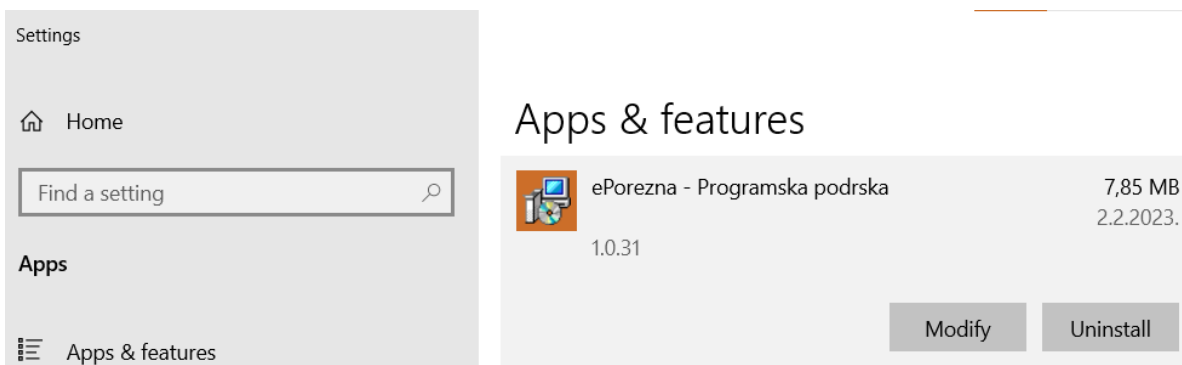 Settings
Home
Find a setting
Apps
Apps & features
Apps & features
ePorezna - Programska podrska 7,85 MB
2.2.2023.
1.0.31
Modify Uninstall